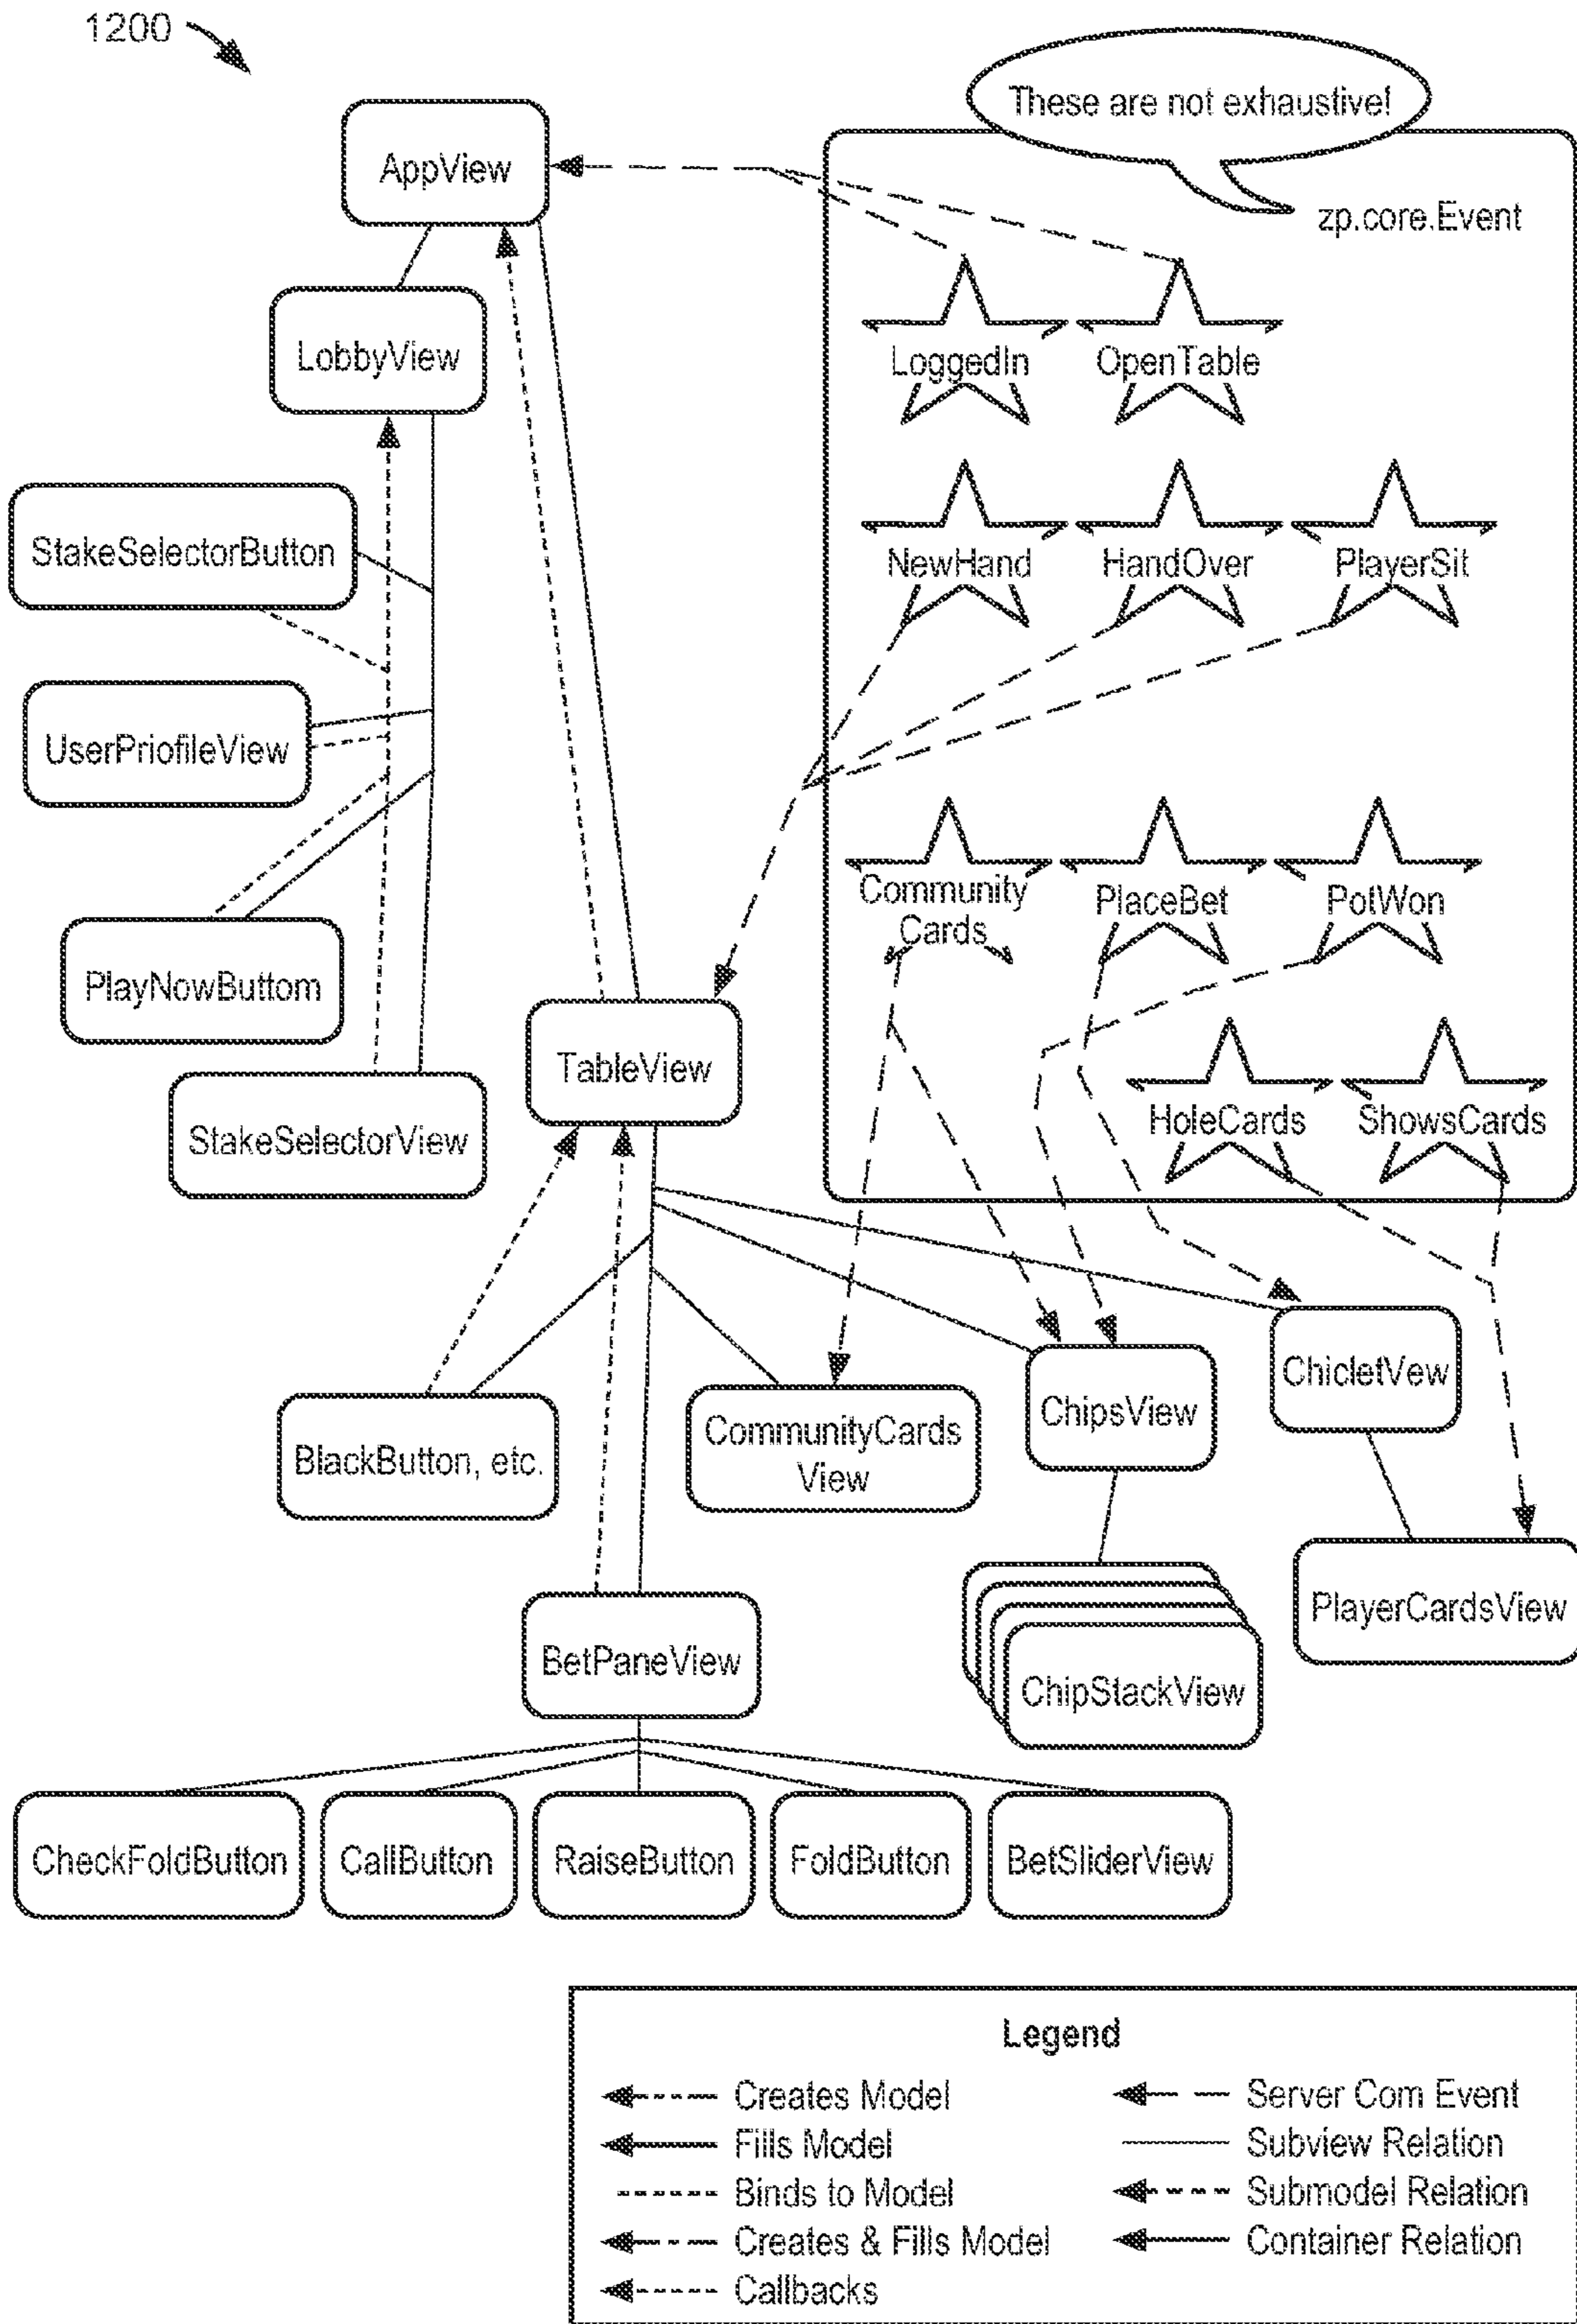 1200
These are not exhaustive!
AppView
zp.core.Event
LobbyView
LoggedIn
OpenTable
StakeSelectorButton
NewHand
HandOver
PlayerSit
UserPriofileView
Community
Cards
PlaceBet
PotWon
PlayNowButtom
TableView
StakeSelectorView
HoleCards
ShowsCards
BlackButton, etc.
CommunityCards
View
ChipsView
ChicletVew
BetPaneView
ChipStackView
PlayerCardsView
CheckFoldButton
CallButton
RaiseButton
FoldButton
BetSliderView
Legend
Creates Model
Server Com Event
Fills Model
Subview Relation
Binds to Model
Submodel Relation
Creates & Fills Model
Container Relation
Callbacks